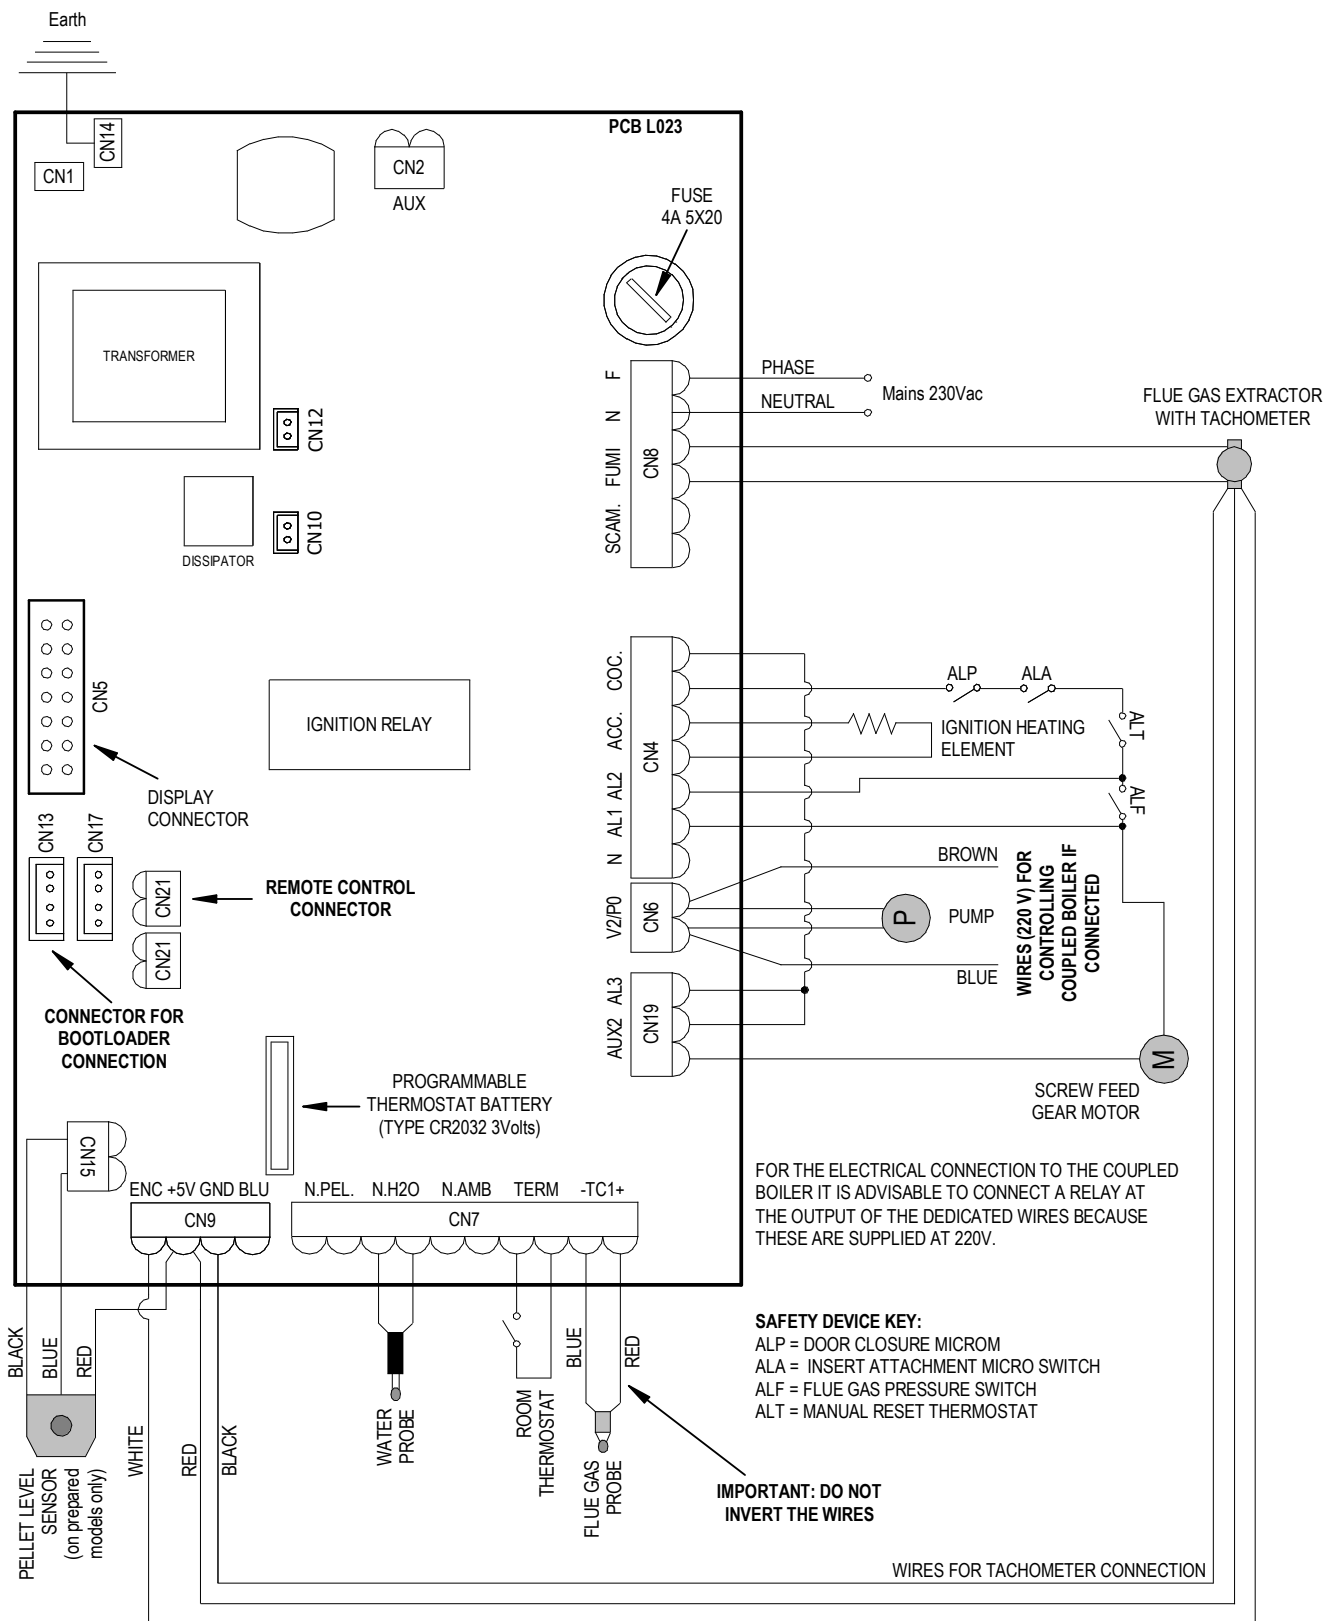 Earth
PCB L023
CN14
CN1
CN2
AUX
FUSE
4A 5X20
TRANSFORMER
CN12
CN10
DISSIPATOR
F
N
FUMI
SCAM.
CN8
PHASE
NEUTRAL
Mains 230Vac
FLUE GAS EXTRACTOR
WITH TACHOMETER
CN5
DISPLAY
CONNECTOR
IGNITION RELAY
COC.
ACC.
AL2
AL1
N
CN4
ALP
ALA
ALT
ALF
IGNITION HEATING
ELEMENT
CN13
CN17
CN21
CN21
REMOTE CONTROL
CONNECTOR
CONNECTOR FOR
BOOTLOADER
CONNECTION
V2/P0
CN6
BROWN
P
PUMP
BLUE
WIRES (220 V) FOR
CONTROLLING
COUPLED BOILER IF
CONNECTED
AL3
AUX2
CN19
M
SCREW FEED
GEAR MOTOR
PROGRAMMABLE
THERMOSTAT BATTERY
(TYPE CR2032 3Volts)
CN15
ENC +5V GND BLU
CN9
N.PEL.
N.H2O
N.AMB
TERM
-TC1+
CN7
FOR THE ELECTRICAL CONNECTION TO THE COUPLED
BOILER IT IS ADVISABLE TO CONNECT A RELAY AT
THE OUTPUT OF THE DEDICATED WIRES BECAUSE
THESE ARE SUPPLIED AT 220V.
SAFETY DEVICE KEY:
ALP = DOOR CLOSURE MICROM
ALA = INSERT ATTACHMENT MICRO SWITCH
ALF = FLUE GAS PRESSURE SWITCH
ALT = MANUAL RESET THERMOSTAT
BLACK
BLUE
RED
PELLET LEVEL
SENSOR
(on prepared
models only)
WHITE
RED
BLACK
WATER
PROBE
ROOM
THERMOSTAT
BLUE
RED
FLUE GAS
PROBE
IMPORTANT: DO NOT
INVERT THE WIRES
WIRES FOR TACHOMETER CONNECTION